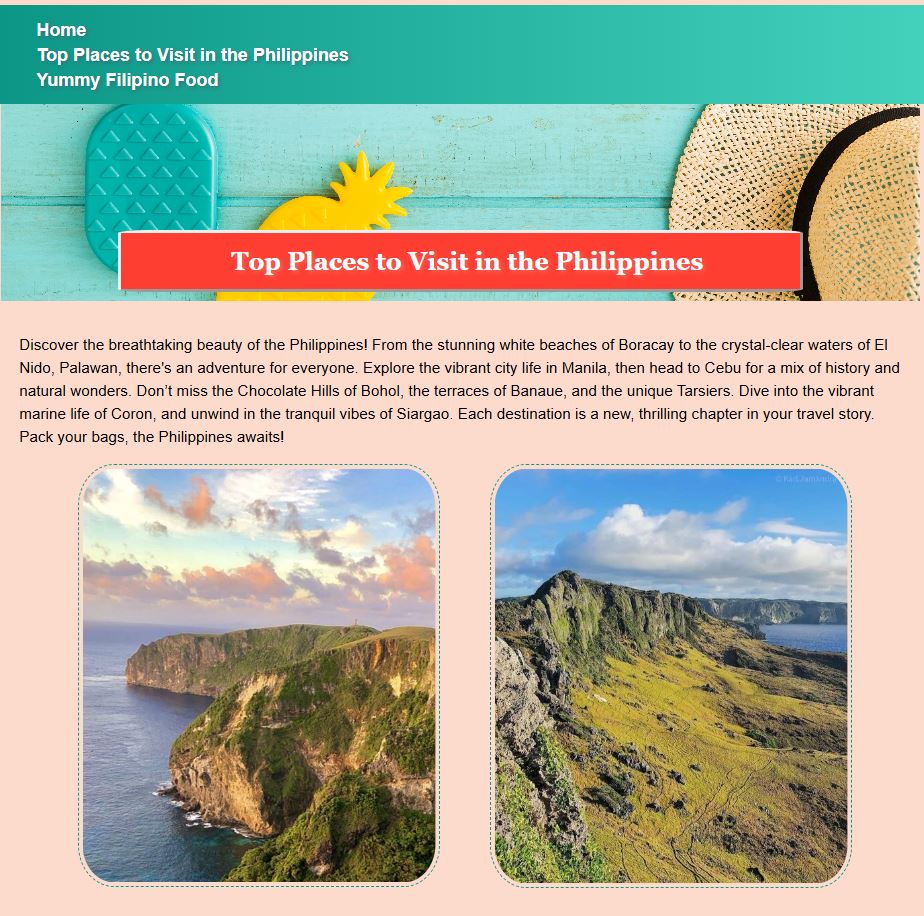 Home
Top Places to Visit in the Philippines
Yummy Filipino Food
Top Places to Visit in the Philippines
Discover the breathtaking beauty of the Philippines! From the stunning white beaches of Boracay to the crystal-clear waters of El
Nido, Palawan, there's an adventure for everyone. Explore the vibrant city life in Manila, then head to Cebu for a mix of history and
natural wonders. Don’t miss the Chocolate Hills of Bohol, the terraces of Banaue, and the unique Tarsiers. Dive into the vibrant
marine life of Coron, and unwind in the tranquil vibes of Siargao. Each destination is a new, thrilling chapter in your travel story.
Pack your bags, the Philippines awaits!